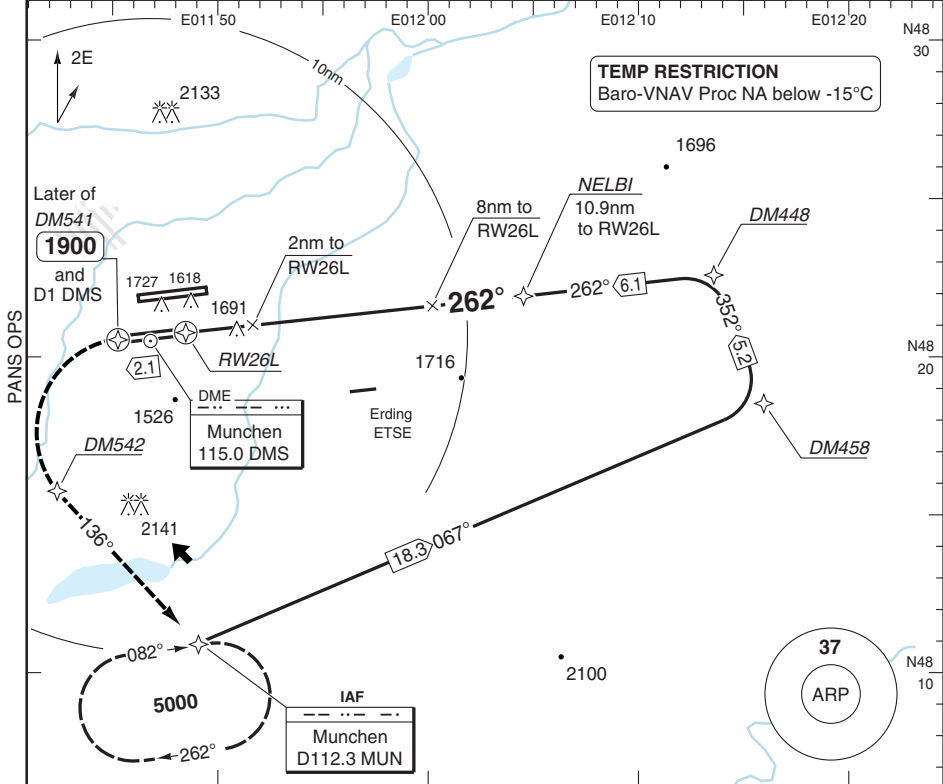 E011 50
E012 00
E012 10
E012 20
N48
30
2E
10nm
TEMP RESTRICTION
Baro-VNAV Proc NA below -15°C
2133
1696
Later of
DM541
1900
and
D1 DMS
NELBI
10.9nm
to RW26L
8nm to
RW26L
DM448
2nm to
RW26L
1727
1618
1691
262°
262°
6.1
352°
5.2
PANS OPS
RW26L
2.1
1716
N48
20
1526
DME
Munchen
115.0 DMS
Erding
ETSE
DM458
DM542
136°
2141
18.3
067°
082°
5000
262°
IAF
Munchen
D112.3 MUN
2100
37
ARP
N48
10